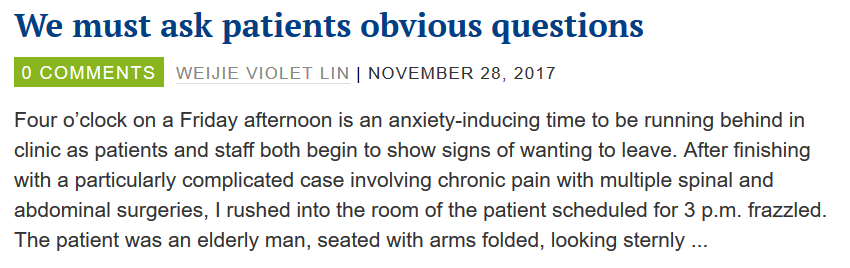 We must ask patients obvious questions
0 COMMENTS WEIJIE VIOLET LIN | NOVEMBER 28, 2017
Four o’clock on a Friday afternoon is an anxiety-inducing time to be running behind in
clinic as patients and staff both begin to show signs of wanting to leave. After finishing
with a particularly complicated case involving chronic pain with multiple spinal and
abdominal surgeries, I rushed into the room of the patient scheduled for 3 p.m. frazzled.
The patient was an elderly man, seated with arms folded, looking sternly ...